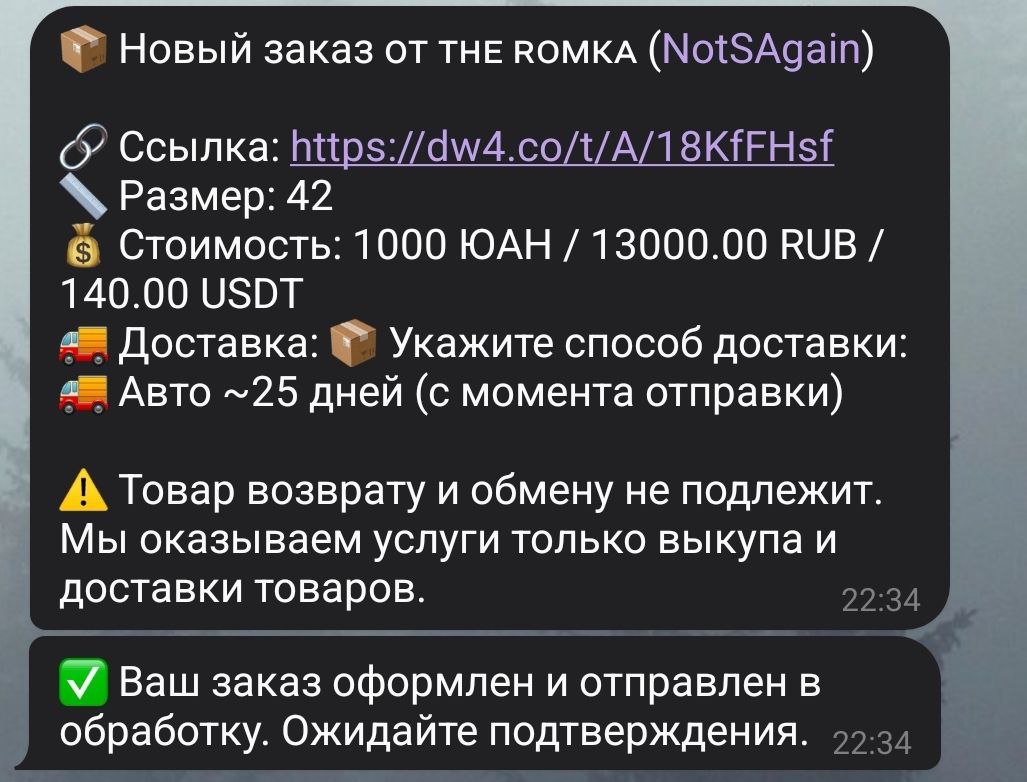 📦 Новый заказ от ᴛʜᴇ ʀᴏᴍᴋᴀ (NotSAgain)
🔗 Ссылка: https://dw4.co/t/A/18KfFHsf
📏 Размер: 42
💰 Стоимость: 1000 ЮАН / 13000.00 RUB /
140.00 USDT
🚚 Доставка: 📦 Укажите способ доставки:
🚚 Авто ~25 дней (с момента отправки)
⚠️ Товар возврату и обмену не подлежит.
Мы оказываем услуги только выкупа и
доставки товаров.
22:34
✅ Ваш заказ оформлен и отправлен в
обработку. Ожидайте подтверждения.
22:34